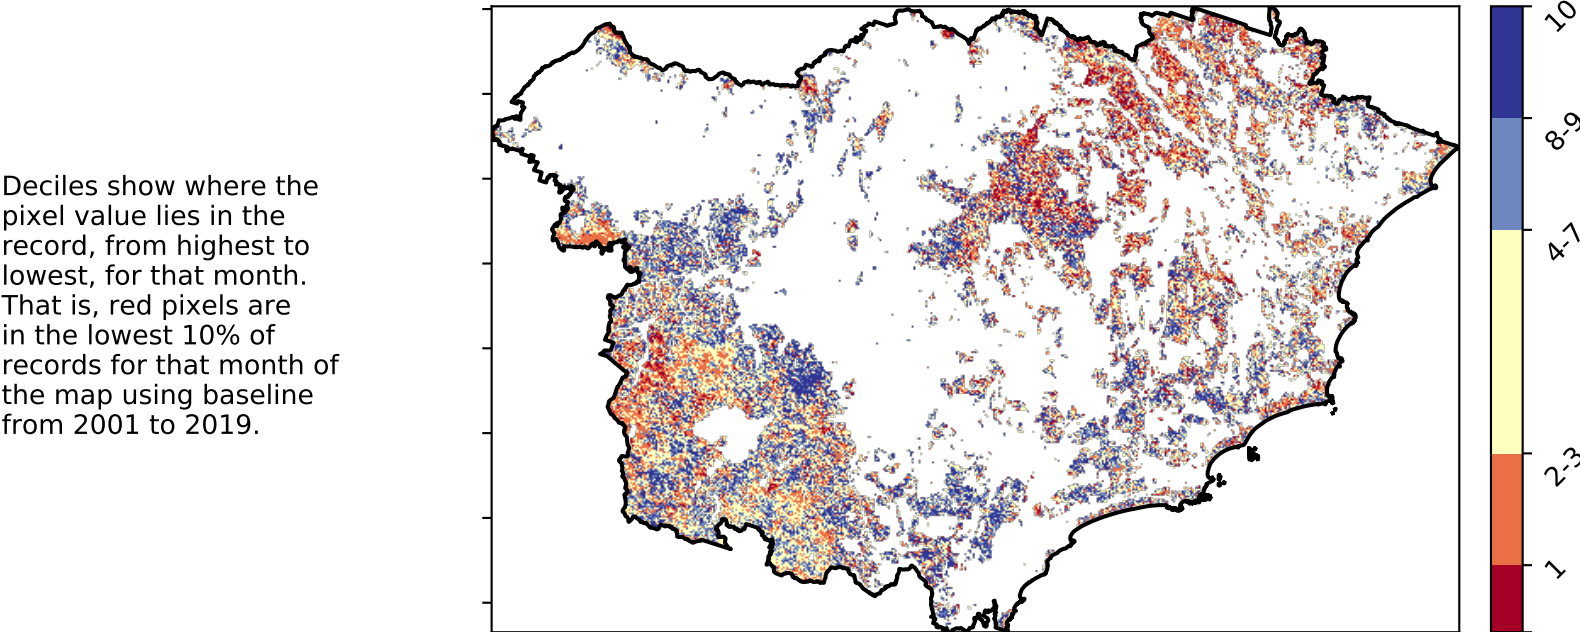 Deciles show where the
pixel value lies in the
record, from highest to
lowest, for that month.
That is, red pixels are
in the lowest 10% of
records for that month of
the map using baseline
from 2001 to 2019.
10
8-9
4-7
2-3
1